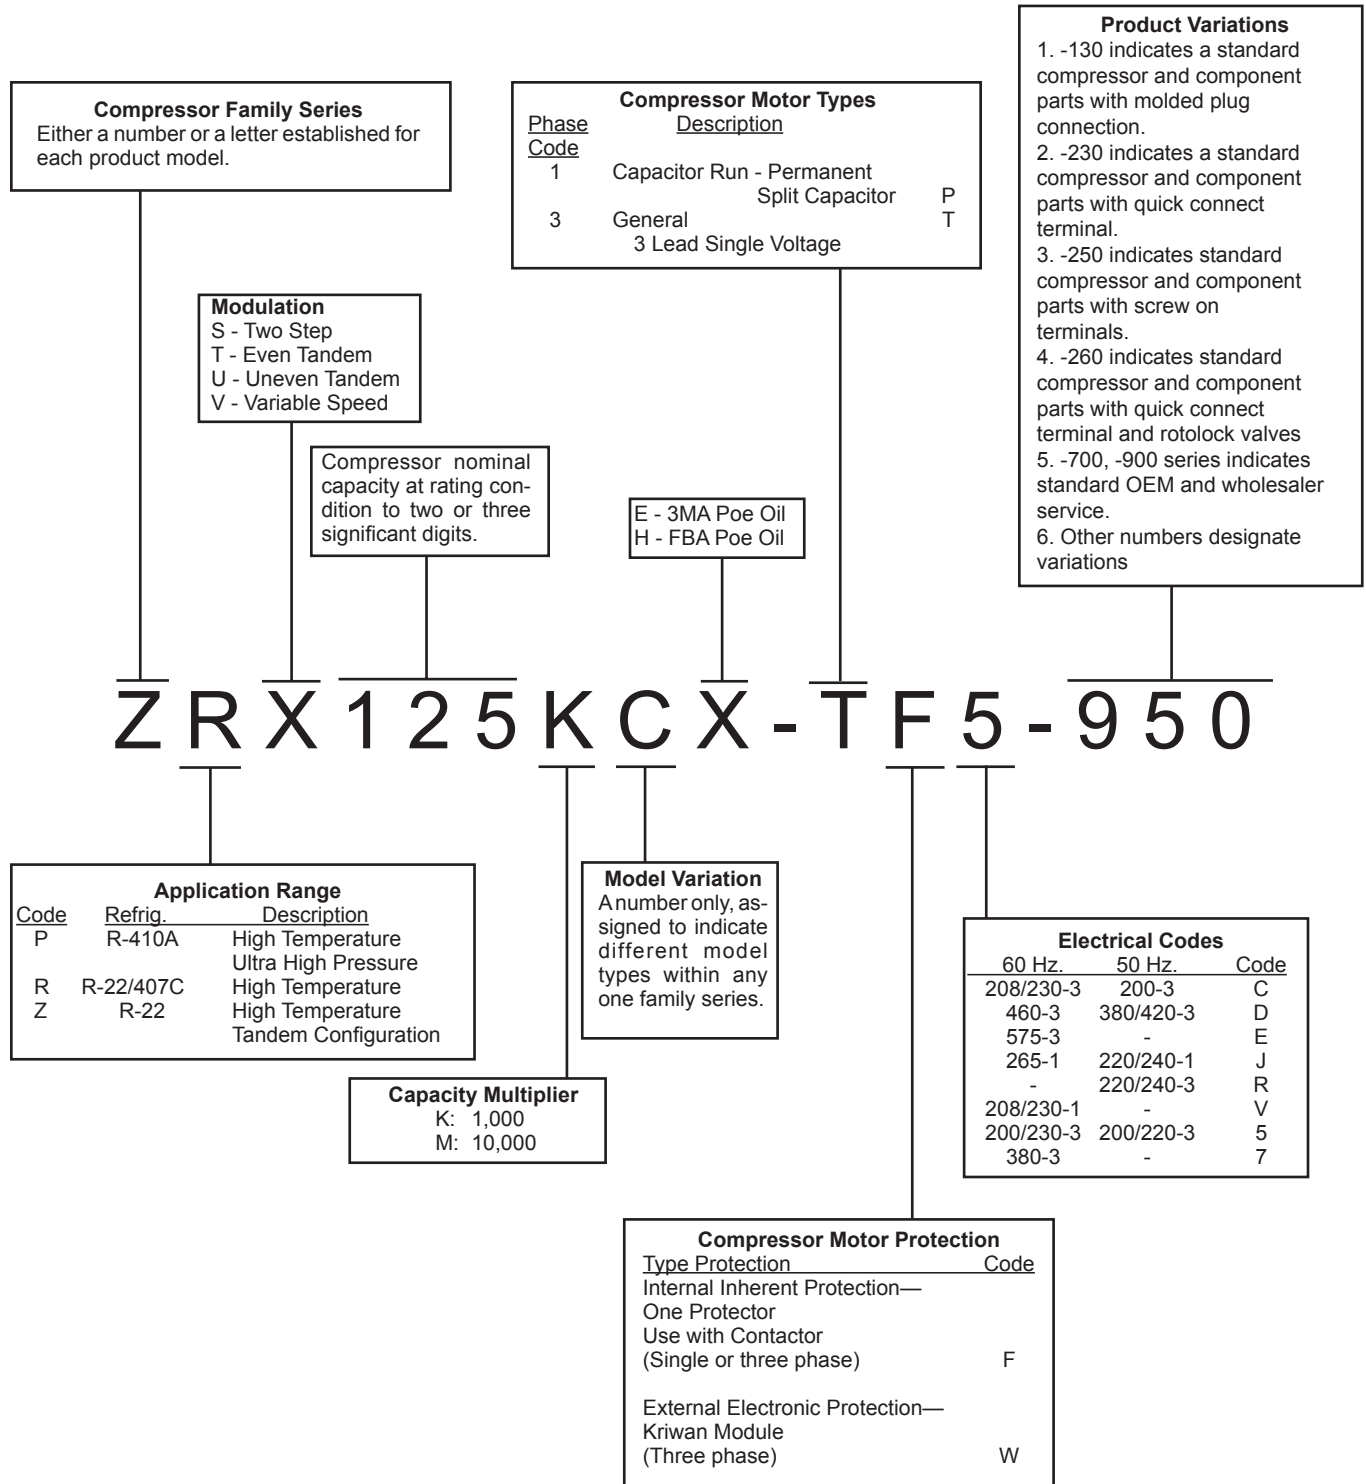 Product Variations
1. -130 indicates a standard
compressor and component
parts with molded plug
connection.
2. -230 indicates a standard
compressor and component
parts with quick connect
terminal.
3. -250 indicates standard
compressor and component
parts with screw on
terminals.
4. -260 indicates standard
compressor and component
parts with quick connect
terminal and rotolock valves
5. -700, -900 series indicates
standard OEM and wholesaler
service.
6. Other numbers designate
variations
Compressor Family Series
Either a number or a letter established for
each product model.
Compressor Motor Types
Phase Description
Code
1 Capacitor Run - Permanent
Split Capacitor P
3 General T
3 Lead Single Voltage
Modulation
S - Two Step
T - Even Tandem
U - Uneven Tandem
V - Variable Speed
Compressor nominal
capacity at rating con-
dition to two or three
significant digits.
E - 3MA Poe Oil
H - FBA Poe Oil
ZRX125KCX-TF5-950
Application Range
Code Refrig. Description
P R-410A High Temperature
Ultra High Pressure
R R-22/407C High Temperature
Z R-22 High Temperature
Tandem Configuration
Model Variation
A number only, as-
signed to indicate
different model
types within any
one family series.
Capacity Multiplier
K: 1,000
M: 10,000
Electrical Codes
60 Hz. 50 Hz. Code
208/230-3 200-3 C
460-3 380/420-3 D
575-3 - E
265-1 220/240-1 J
- 220/240-3 R
208/230-1 - V
200/230-3 200/220-3 5
380-3 - 7
Compressor Motor Protection
Type Protection Code
Internal Inherent Protection—
One Protector
Use with Contactor
(Single or three phase) F
External Electronic Protection—
Kriwan Module
(Three phase) W